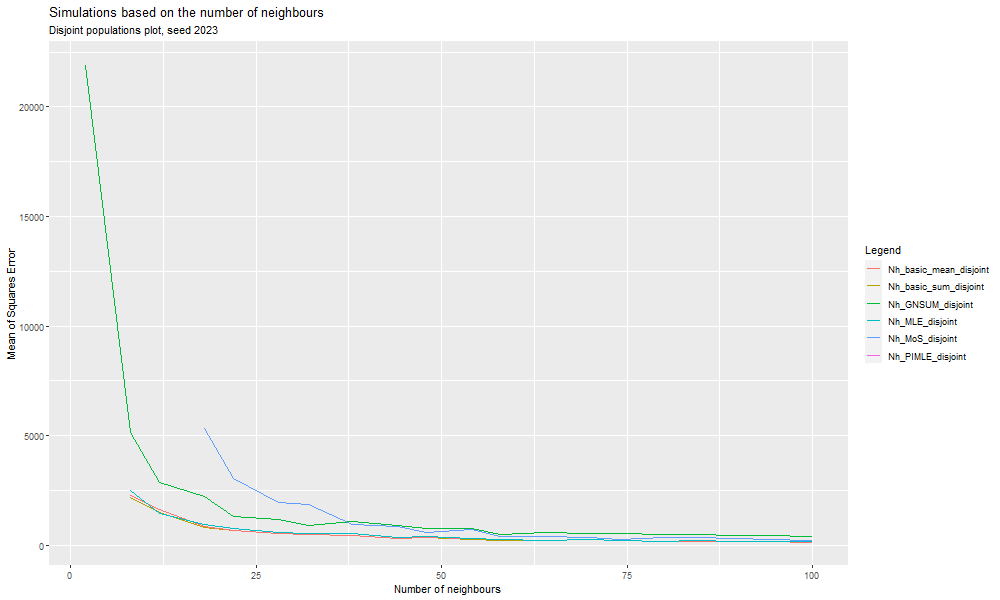 Simulations based on the number of neighbours
Disjoint populations plot, seed 2023
Mean of Squares Error
20000
15000
10000
5000
0
0
25
50
75
100
Number of neighbours
Legend
Nh_basic_mean_disjoint
Nh_basic_sum_disjoint
Nh_GNSUM_disjoint
Nh_MLE_disjoint
Nh_MoS_disjoint
Nh_PIMLE_disjoint